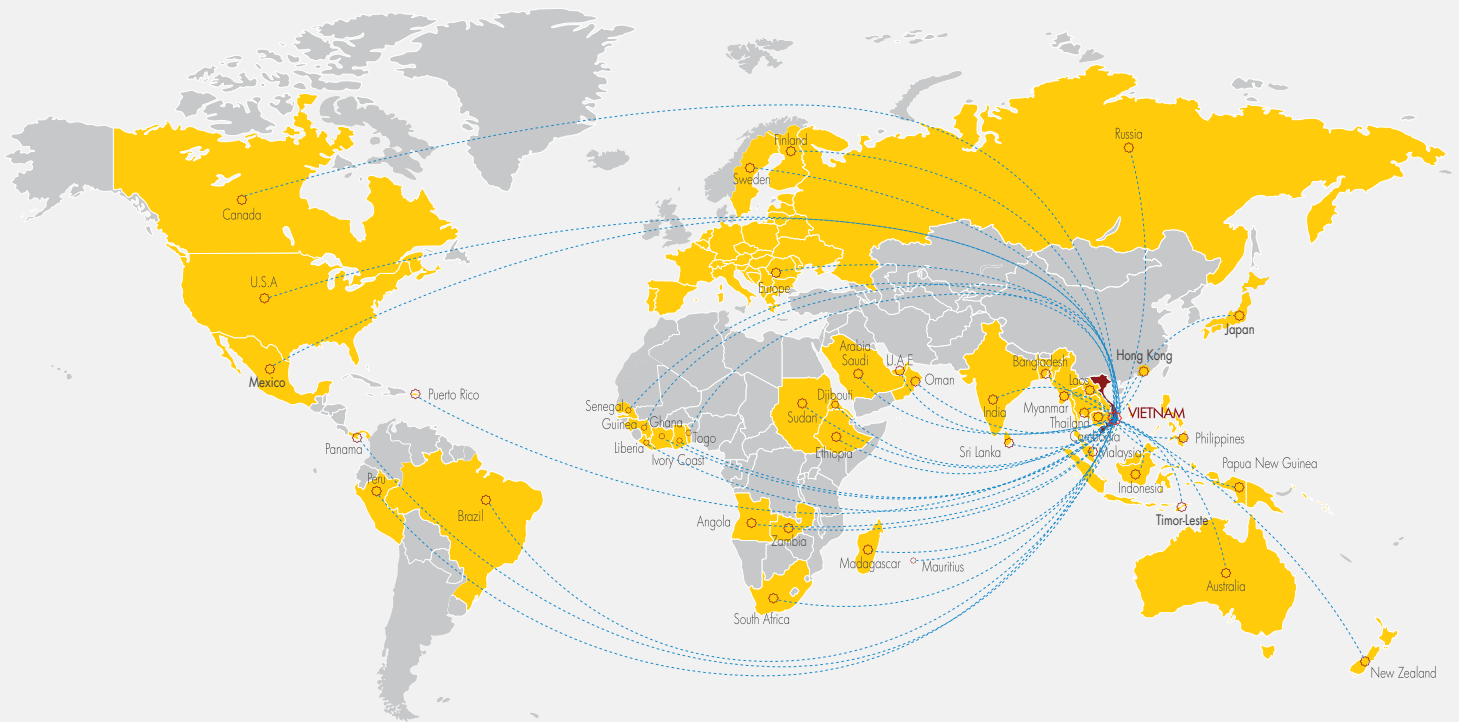 Russia
Finland
Sweden
Canada
U.S.A
Europe
Japan
Arabia
Saudi
Hong Kong
U.A.E
Bangladesh
Mexico
Oman
Laos
Puerto Rico
Djibouti
Senegal
Myanmar
India
VIETNAM
Sudan
Guinea
Ghana
Thailand
Togo
Cambodia
Philippines
Panama
Liberia
Ethiopia
Sri Lanka
Malaysia
Ivory Coast
Papua New Guinea
Peru
Indonesia
Brazil
Angola
Timor-Leste
Zambia
Madagascar
Mauritius
Australia
South Africa
New Zealand